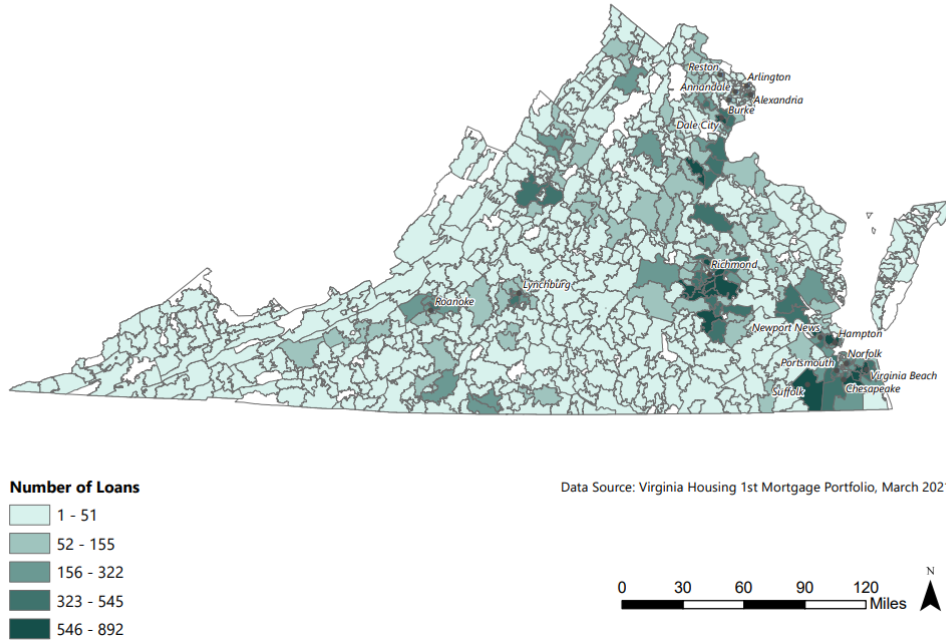 Reston
Arlington
Annandale
Alexandria
Burke
Dale City
Richmond
Lynchburg
Roanoke
Newport News
Hampton
Norfolk
Portsmouth
Virginia Beach
Suffolk
Chesapeake
Number of Loans
Data Source: Virginia Housing 1st Mortgage Portfolio, March 202
1 - 51
52 - 155
156 - 322
323 - 545
546 - 892
N
0 30 60 90 120
Miles